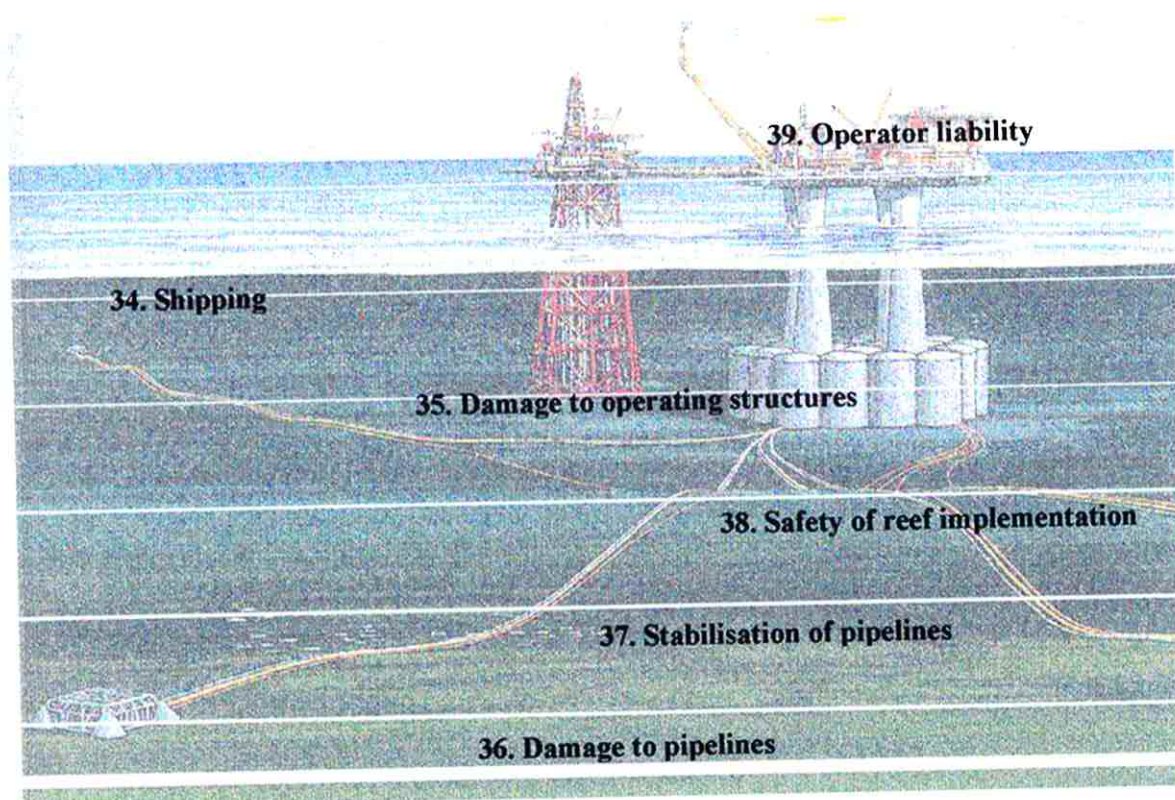 39. Operator liability
34. Shipping
35. Damage to operating structures
38. Safety of reef implementation
37. Stabilisation of pipelines
36. Damage to pipelines